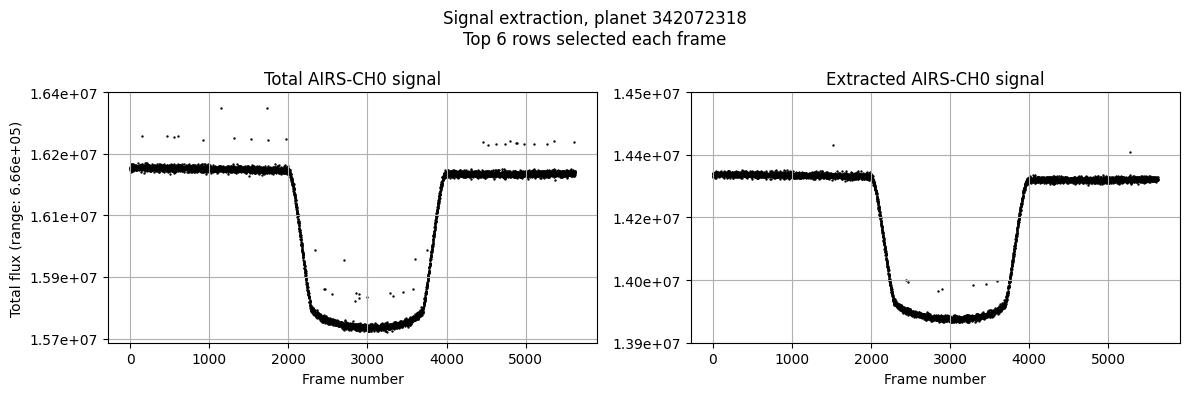 Signal extraction, planet 342072318
Top 6 rows selected each frame
Total AIRS-CH0 signal
Total flux (range: 6.66e+05)
1.64e+07
1.62e+07
1.61e+07
1.59e+07
1.57e+07
0 1000 2000 3000 4000 5000
Frame number
Extracted AIRS-CH0 signal
1.45e+07
1.44e+07
1.42e+07
1.40e+07
1.39e+07
0 1000 2000 3000 4000 5000
Frame number